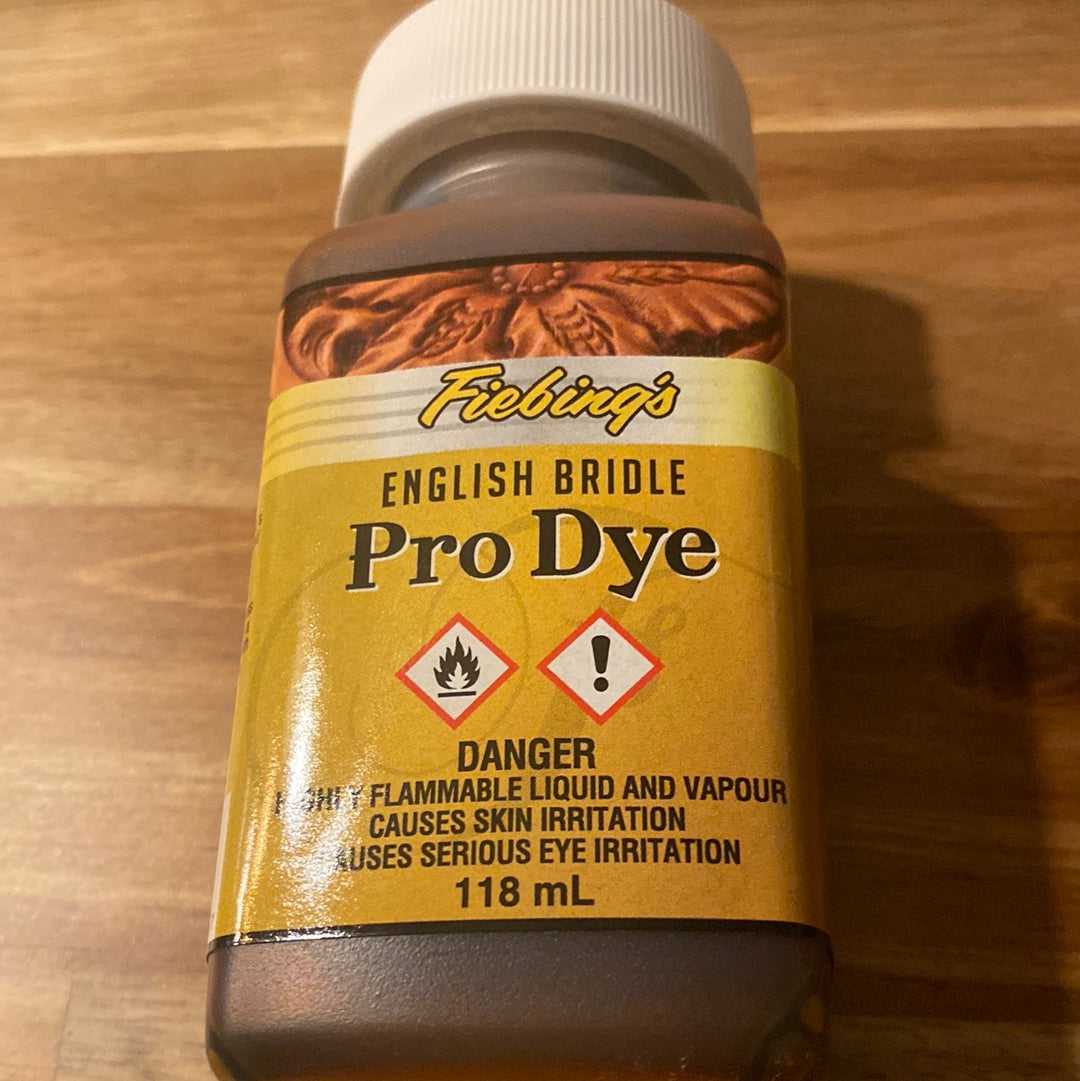 Fiebing's
ENGLISH BRIDLE
Pro Dye
DANGER
HIGHLY FLAMMABLE LIQUID AND VAPOUR
CAUSES SKIN IRRITATION
CAUSES SERIOUS EYE IRRITATION
118 mL